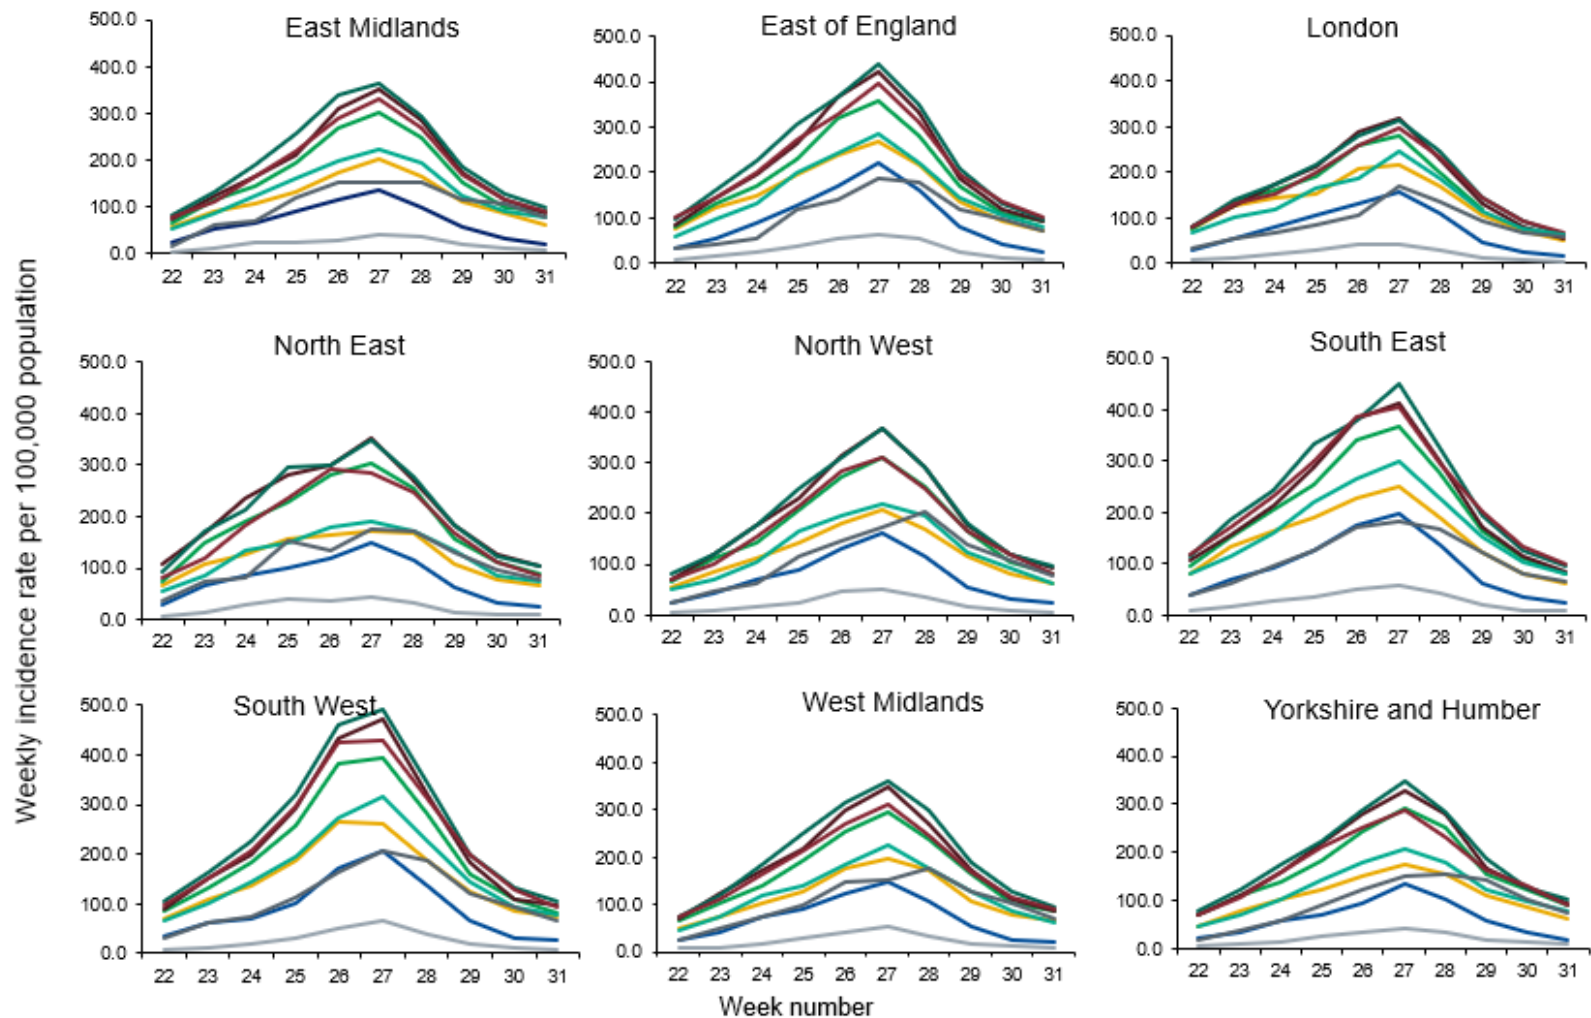 Weekly incidence rate per 100,000 population
East Midlands
500.0
400.0
300.0
200.0
100.0
0.0
22 23 24 25 26 27 28 29 30 31
East of England
500.0
400.0
300.0
200.0
100.0
0.0
22 23 24 25 26 27 28 29 30 31
London
500.0
400.0
300.0
200.0
100.0
0.0
22 23 24 25 26 27 28 29 30 31
North East
500.0
400.0
300.0
200.0
100.0
0.0
22 23 24 25 26 27 28 29 30 31
North West
500.0
400.0
300.0
200.0
100.0
0.0
22 23 24 25 26 27 28 29 30 31
South East
500.0
400.0
300.0
200.0
100.0
0.0
22 23 24 25 26 27 28 29 30 31
South West
500.0
400.0
300.0
200.0
100.0
0.0
22 23 24 25 26 27 28 29 30 31
West Midlands
500.0
400.0
300.0
200.0
100.0
0.0
22 23 24 25 26 27 28 29 30 31
Yorkshire and Humber
500.0
400.0
300.0
200.0
100.0
0.0
22 23 24 25 26 27 28 29 30 31
Week number